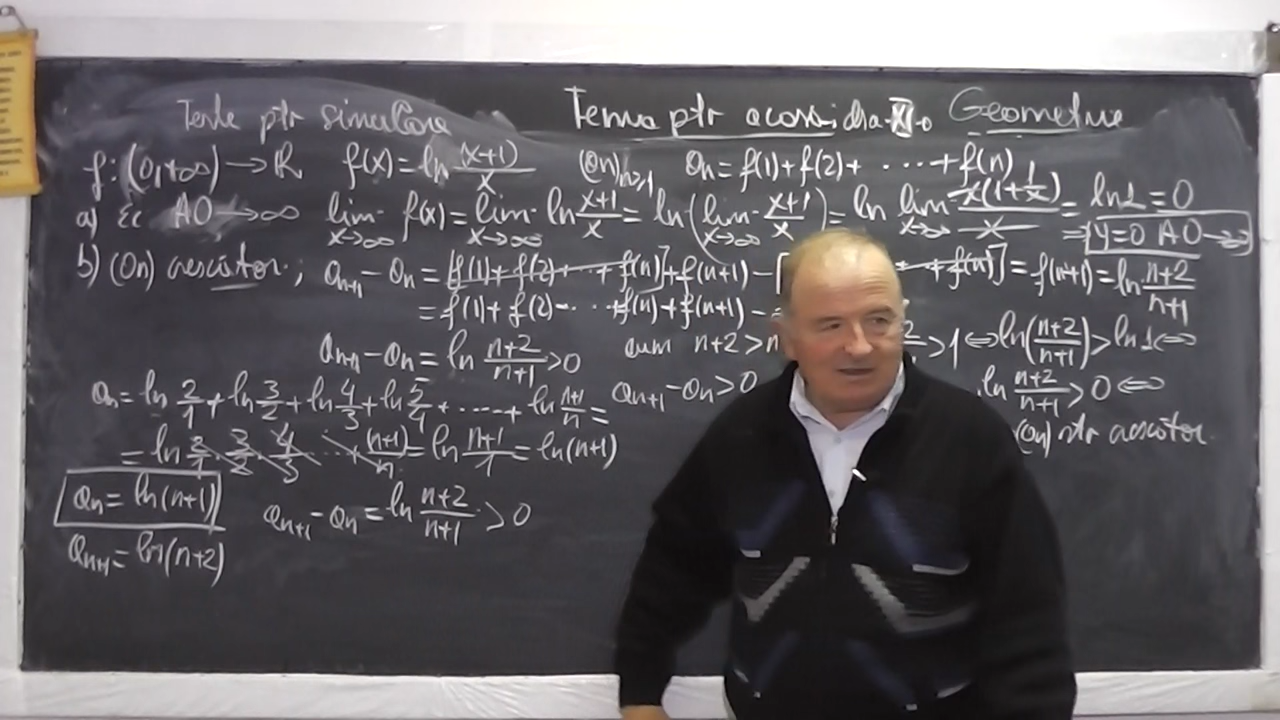 Teste ptr simulare Tema ptr acasă Geometrie
f:(0,+∞)→R f(x)=ln (x+1)/x (an)n≥1 an=f(1)+f(2)+ ..... +f(n)
a) Ec AO→∞ lim x→∞ f(x)=lim x→∞ ln x+1/x = ln(lim x→∞ x+1/x)=ln lim x→∞ x(1+1/x)/x = ln1=0
⇒ y=0 AO→∞
b) (an) crescător; an+1-an=[f(1)+f(2)+...+f(n)]+f(n+1)-[ ...+f(n)]=f(n+1)=ln n+2/n+1
=f(1)+f(2)-...+f(n)+f(n+1)-
an+1-an=ln n+2/n+1>0 cum n+2>n >1⇔ln(n+2/n+1)>ln1⇔
an=ln 2/1+ln 3/2+ln 4/3+ln 5/4+.....+ln n+1/n= an+1-an>0 ln n+2/n+1>0⇔
=ln 2/1·3/2·4/3 ... (n+1)/n=ln n+1/1=ln(n+1) (an) str crescător.
an=ln(n+1) an+1-an=ln n+2/n+1>0
an+1=ln(n+2)